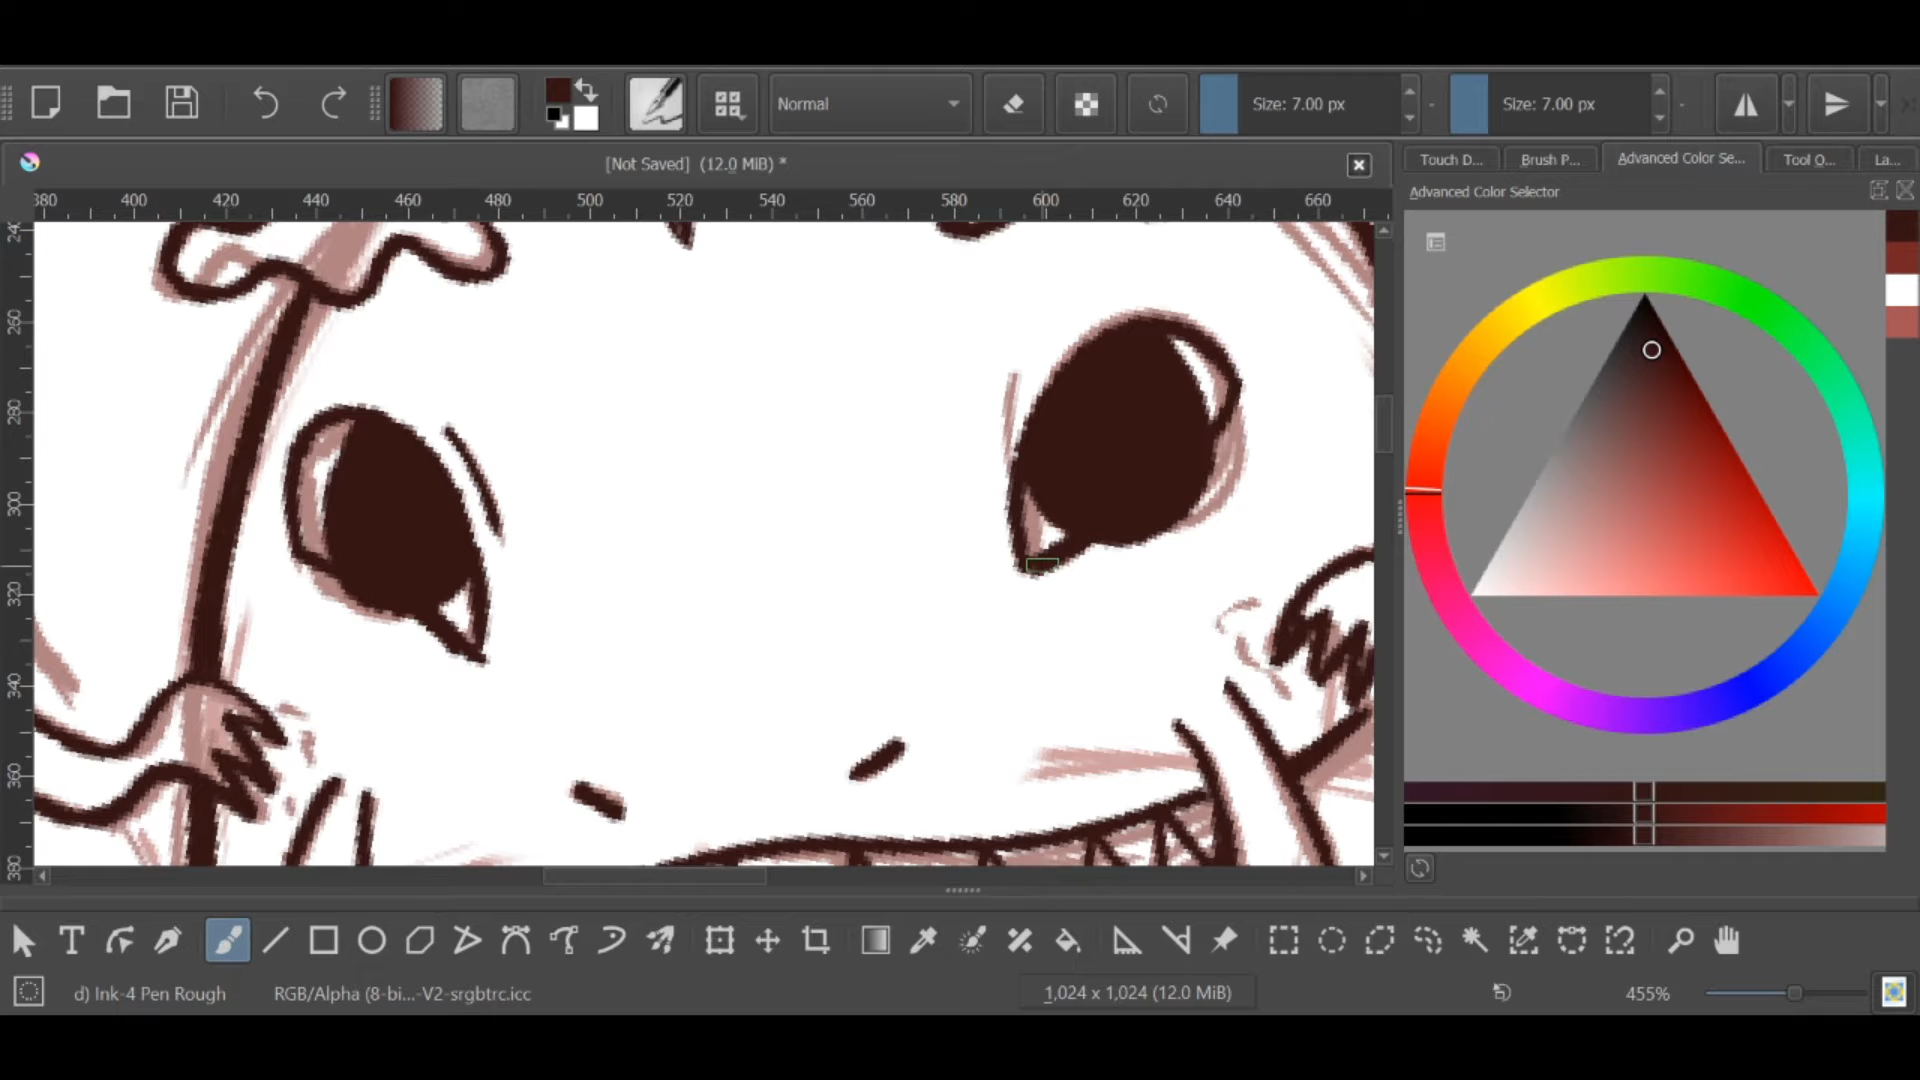 Normal
Size: 7.00 px
Size: 7.00 px
[Not Saved] (12.0 MiB) *
Touch D...
Brush P...
Advanced Color Se...
Tool O...
La...
Advanced Color Selector
380 400 420 440 460 480 500 520 540 560 580 600 620 640 660
240
260
280
300
320
340
360
380
T
d) Ink-4 Pen Rough
RGB/Alpha (8-bi...-V2-srgbtrc.icc
1,024 x 1,024 (12.0 MiB)
455%